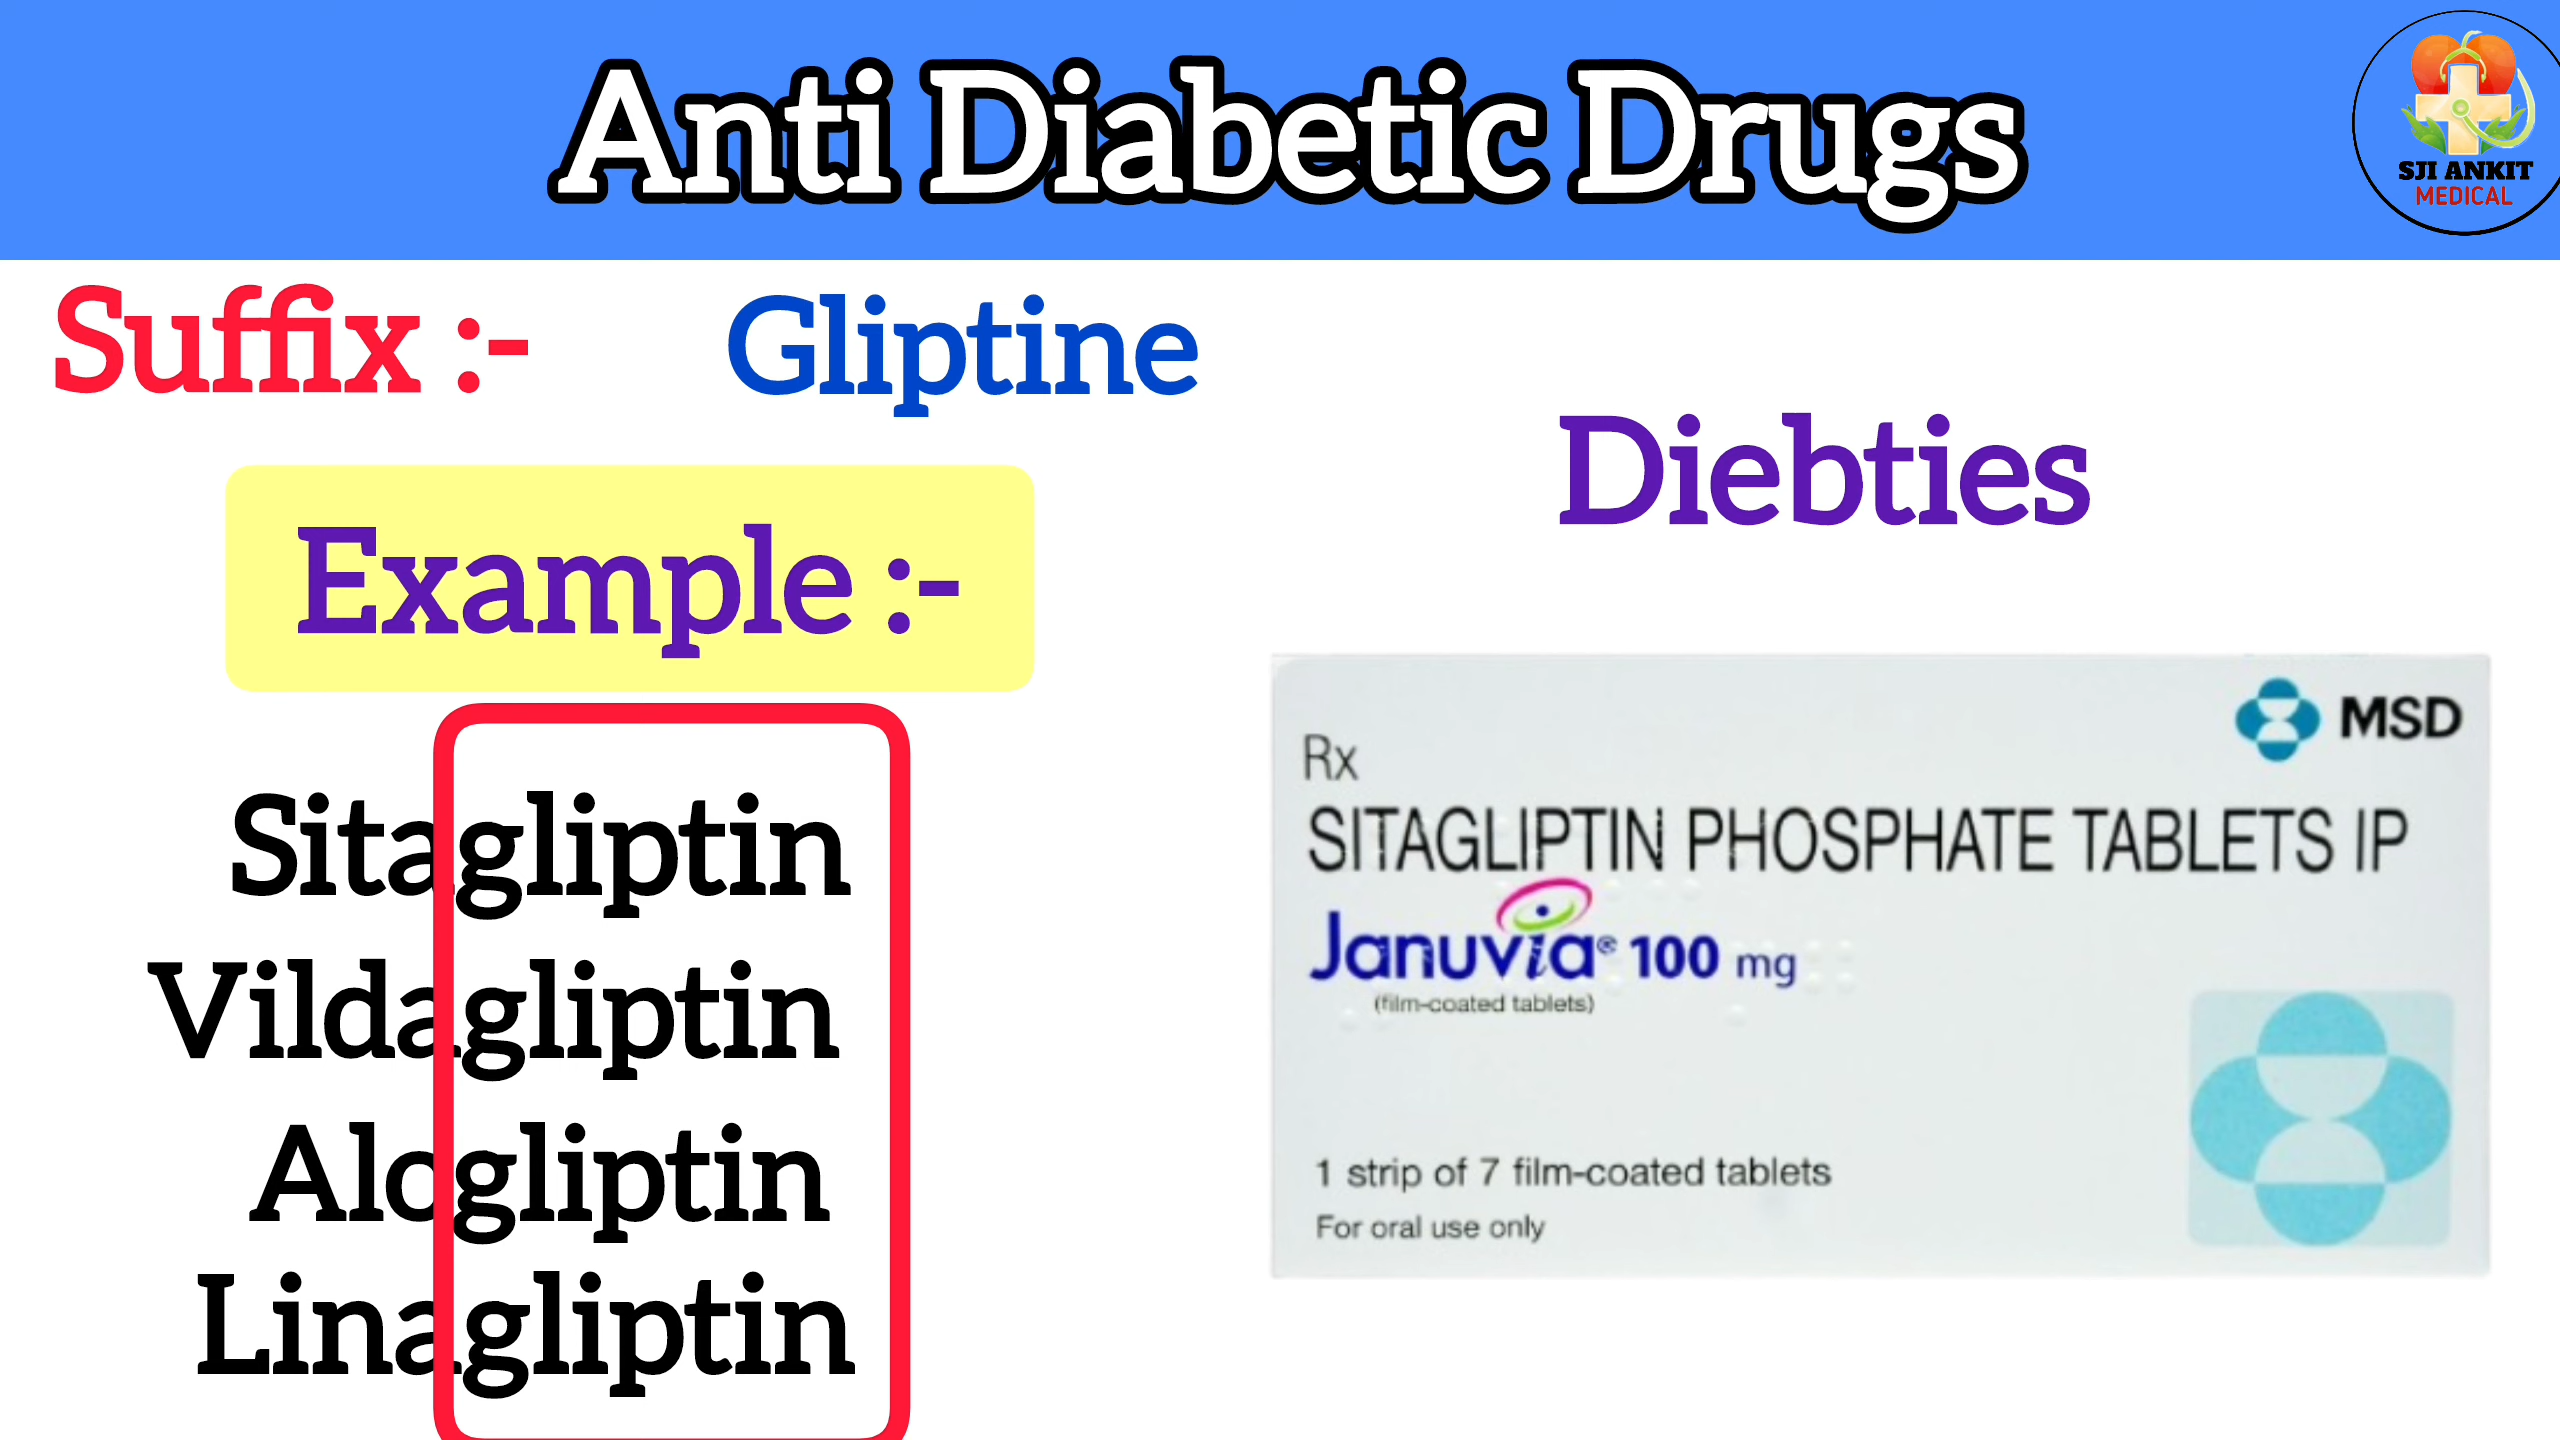 Anti Diabetic Drugs
SJI ANKIT
MEDICAL
Suffix :- Gliptine
Diebties
Example :-
Sitagliptin
Vildagliptin
Alogliptin
Linagliptin
MSD
Rx
SITAGLIPTIN PHOSPHATE TABLETS IP
Januvia® 100 mg
(film-coated tablets)
1 strip of 7 film-coated tablets
For oral use only